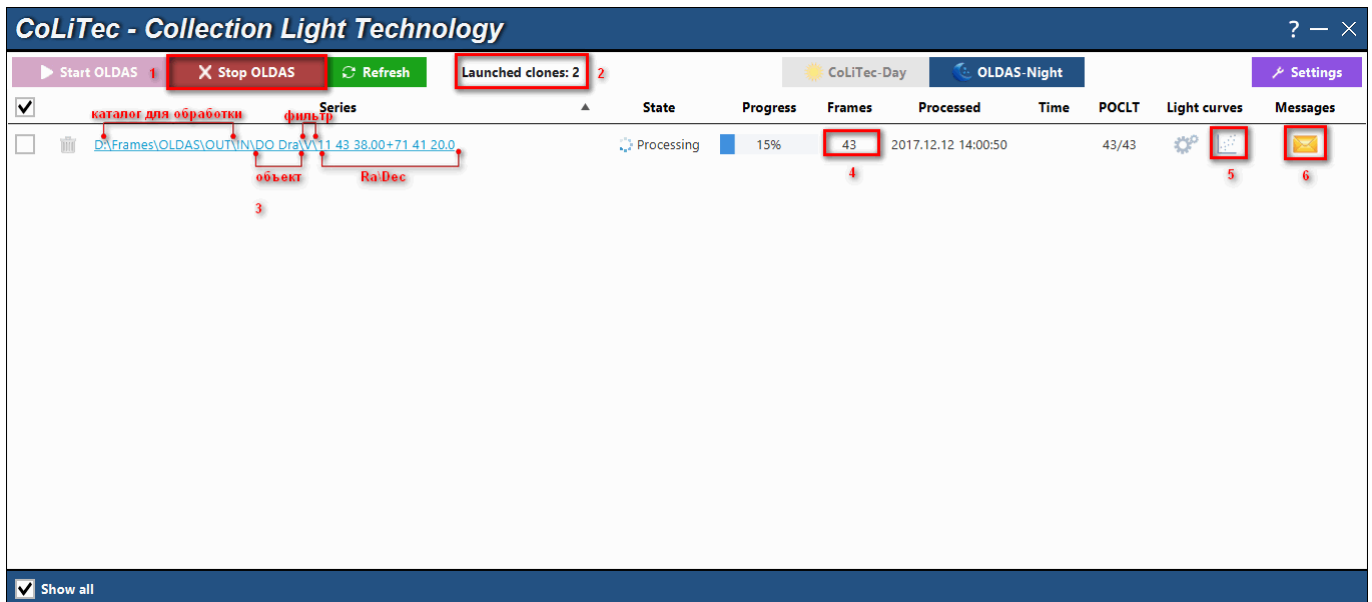 CoLiTec - Collection Light Technology
Start OLDAS 1 Stop OLDAS Refresh Launched clones: 2 2 CoLiTec-Day OLDAS-Night Settings
Series State Progress Frames Processed Time POCLT Light curves Messages
каталог для обработки фильтр
D:\Frames\OLDAS\OUT\IN\DO Dra\V\11 43 38.00+71 41 20.0 Processing 15% 43 2017.12.12 14:00:50 43/43
объект Ra\Dec 4 5 6
3
Show all